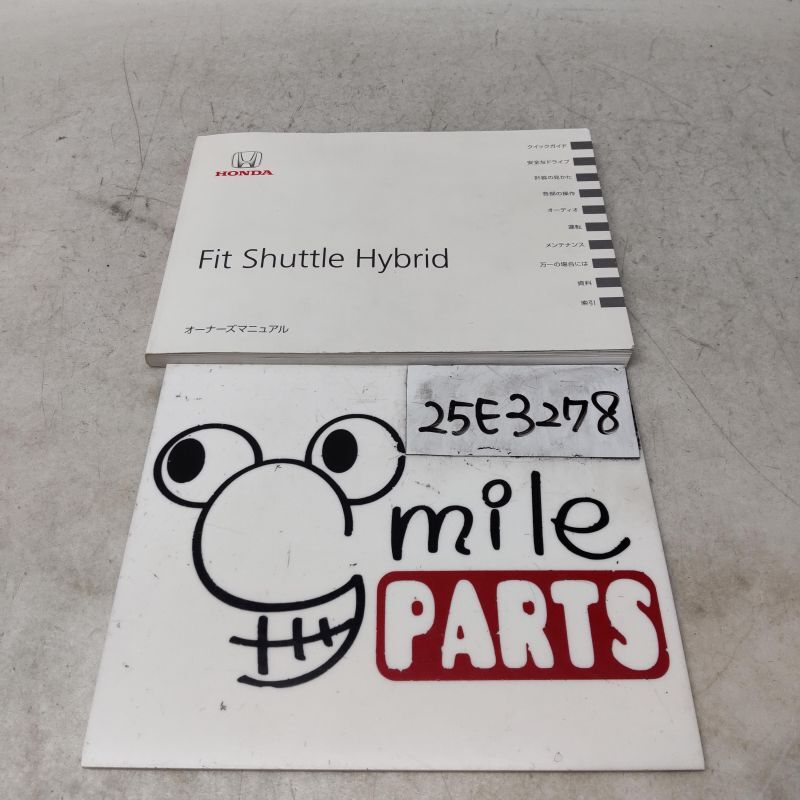 HONDA
Fit Shuttle Hybrid
オーナーズマニュアル
クイックガイド
安全なドライブ
計器の見かた
各部の操作
オーディオ
運転
メンテナンス
万一の場合には
資料
索引
25E3278
Smile
PARTS